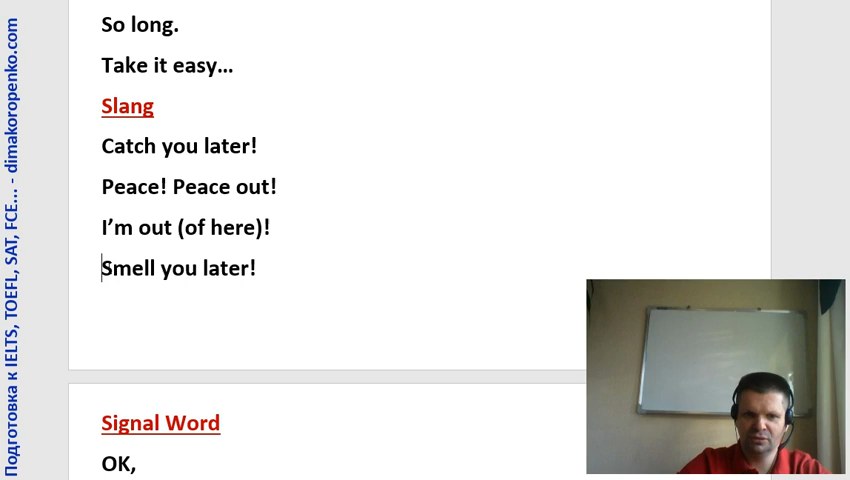 So long.
Take it easy…
Slang
Catch you later!
Peace! Peace out!
I’m out (of here)!
Smell you later!
Signal Word
OK,
Подготовка к IELTS, TOEFL, SAT, FCE... - dimakoropenko.com